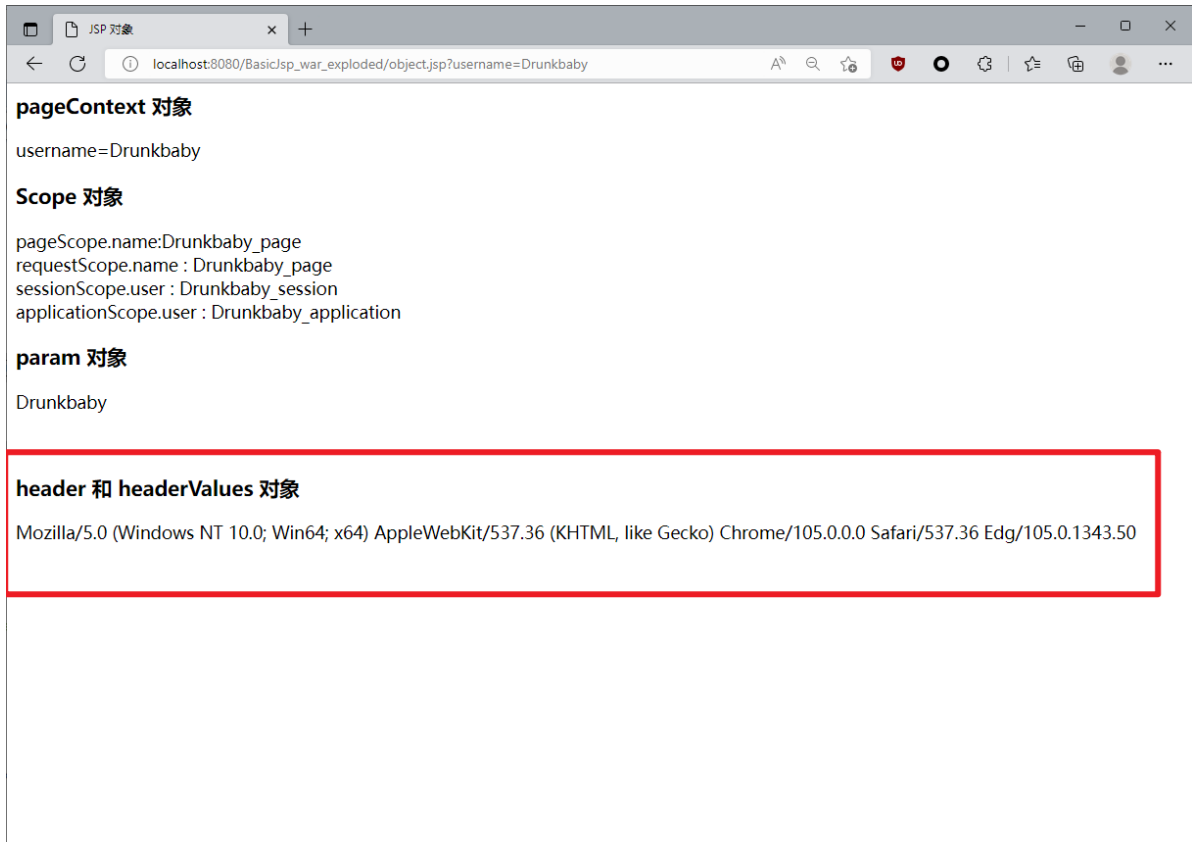 JSP 对象
localhost:8080/BasicJsp_war_exploded/object.jsp?username=Drunkbaby
pageContext 对象
username=Drunkbaby
Scope 对象
pageScope.name:Drunkbaby_page
requestScope.name : Drunkbaby_page
sessionScope.user : Drunkbaby_session
applicationScope.user : Drunkbaby_application
param 对象
Drunkbaby
header 和 headerValues 对象
Mozilla/5.0 (Windows NT 10.0; Win64; x64) AppleWebKit/537.36 (KHTML, like Gecko) Chrome/105.0.0.0 Safari/537.36 Edg/105.0.1343.50